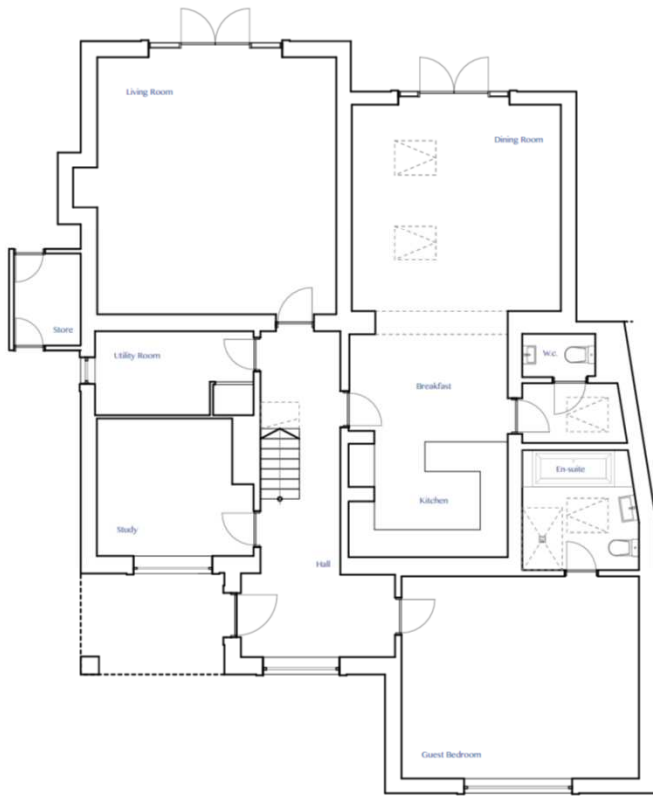 Living Room
Dining Room
Store
Utility Room
W.c.
Breakfast
En-suite
Kitchen
Study
Hall
Guest Bedroom